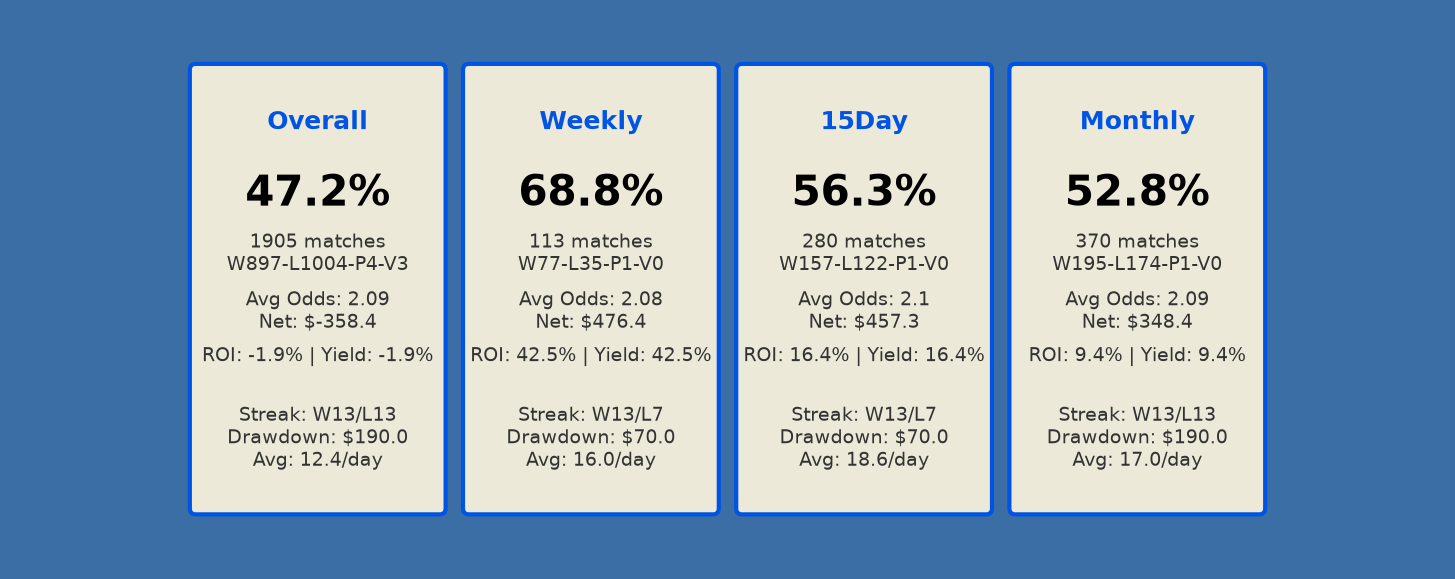 Overall
47.2%
1905 matches
W897-L1004-P4-V3
Avg Odds: 2.09
Net: $-358.4
ROI: -1.9% | Yield: -1.9%
Streak: W13/L13
Drawdown: $190.0
Avg: 12.4/day
Weekly
68.8%
113 matches
W77-L35-P1-V0
Avg Odds: 2.08
Net: $476.4
ROI: 42.5% | Yield: 42.5%
Streak: W13/L7
Drawdown: $70.0
Avg: 16.0/day
15Day
56.3%
280 matches
W157-L122-P1-V0
Avg Odds: 2.1
Net: $457.3
ROI: 16.4% | Yield: 16.4%
Streak: W13/L7
Drawdown: $70.0
Avg: 18.6/day
Monthly
52.8%
370 matches
W195-L174-P1-V0
Avg Odds: 2.09
Net: $348.4
ROI: 9.4% | Yield: 9.4%
Streak: W13/L13
Drawdown: $190.0
Avg: 17.0/day